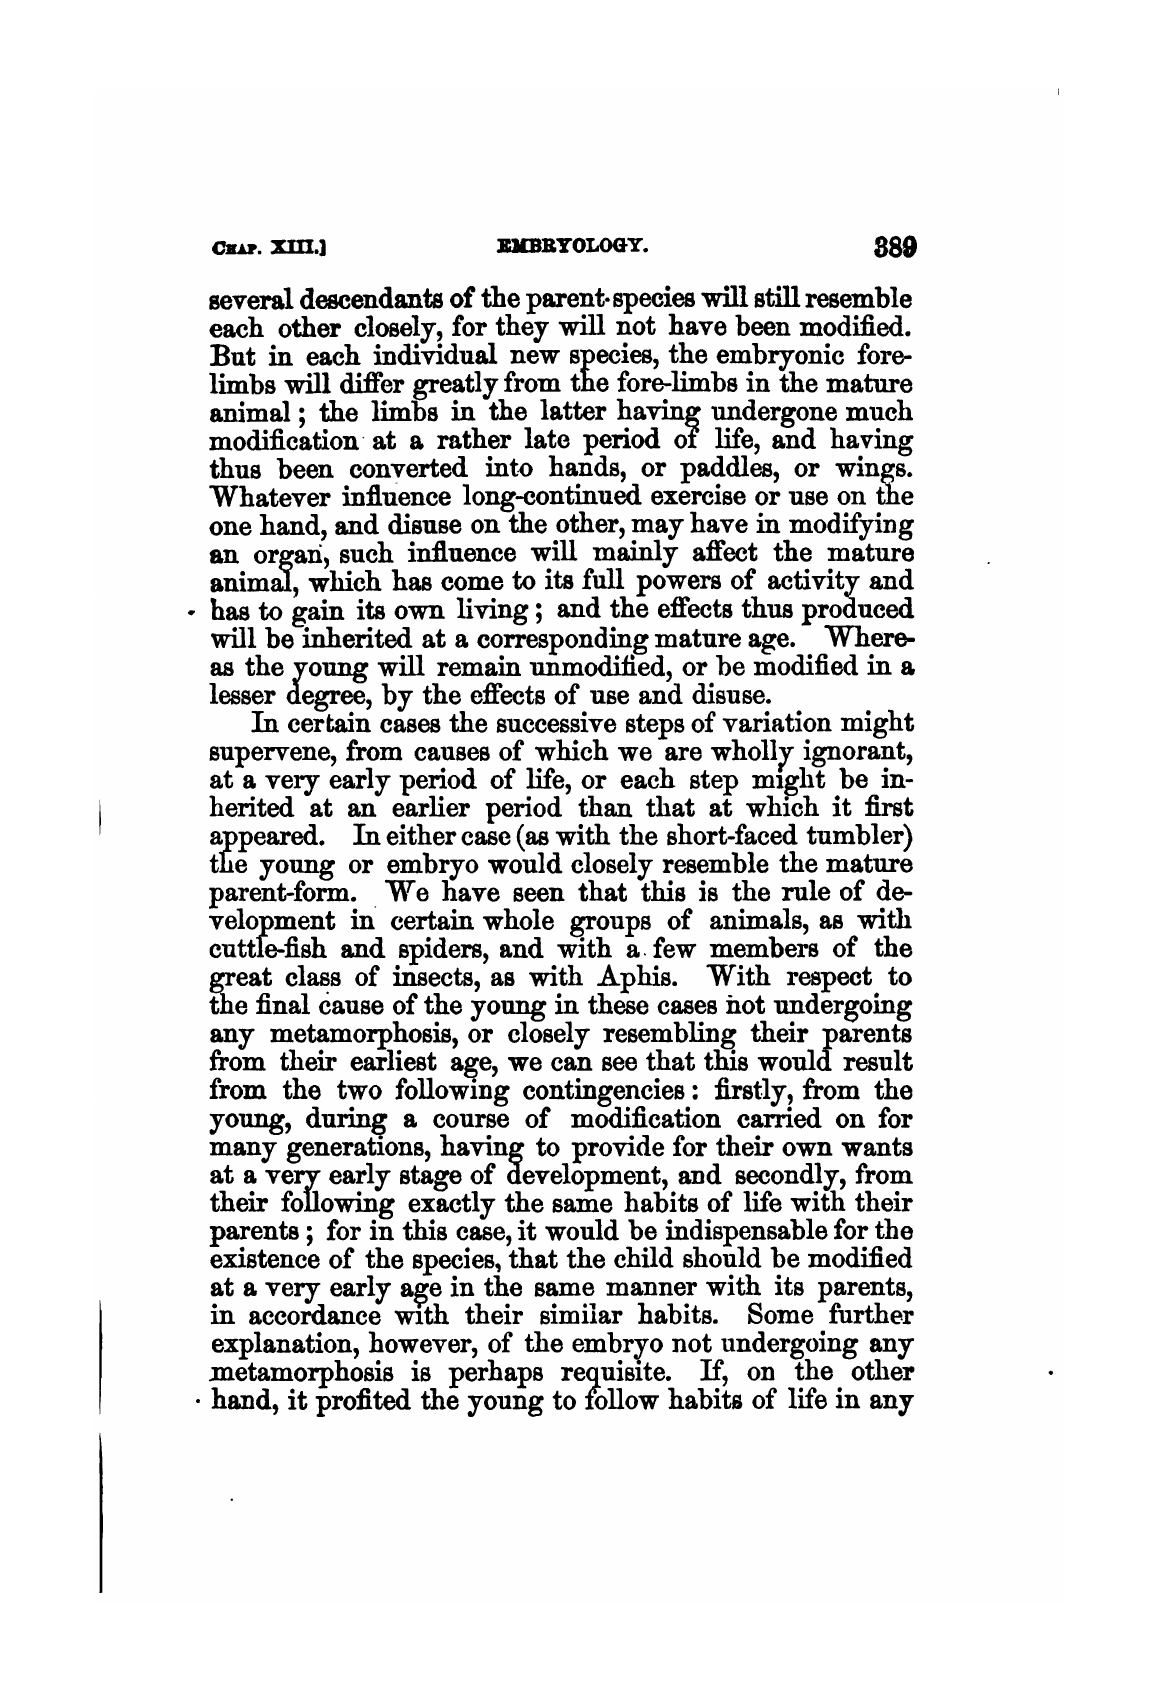 CHAP. XIII.] EMBRYOLOGY. 389
several descendants of the parent-species will still resemble
each other closely, for they will not have been modified.
But in each individual new species, the embryonic fore-
limbs will differ greatly from the fore-limbs in the mature
animal; the limbs in the latter having undergone much
modification at a rather late period of life, and having
thus been converted into hands, or paddles, or wings.
Whatever influence long-continued exercise or use on the
one hand, and disuse on the other, may have in modifying
an organ, such influence will mainly affect the mature
animal, which has come to its full powers of activity and
has to gain its own living; and the effects thus produced
will be inherited at a corresponding mature age. Where-
as the young will remain unmodified, or be modified in a
lesser degree, by the effects of use and disuse.
In certain cases the successive steps of variation might
supervene, from causes of which we are wholly ignorant,
at a very early period of life, or each step might be in-
herited at an earlier period than that at which it first
appeared. In either case (as with the short-faced tumbler)
the young or embryo would closely resemble the mature
parent-form. We have seen that this is the rule of de-
velopment in certain whole groups of animals, as with
cuttle-fish and spiders, and with a few members of the
great class of insects, as with Aphis. With respect to
the final cause of the young in these cases not undergoing
any metamorphosis, or closely resembling their parents
from their earliest age, we can see that this would result
from the two following contingencies: firstly, from the
young, during a course of modification carried on for
many generations, having to provide for their own wants
at a very early stage of development, and secondly, from
their following exactly the same habits of life with their
parents; for in this case, it would be indispensable for the
existence of the species, that the child should be modified
at a very early age in the same manner with its parents,
in accordance with their similar habits. Some further
explanation, however, of the embryo not undergoing any
metamorphosis is perhaps requisite. If, on the other
hand, it profited the young to follow habits of life in any